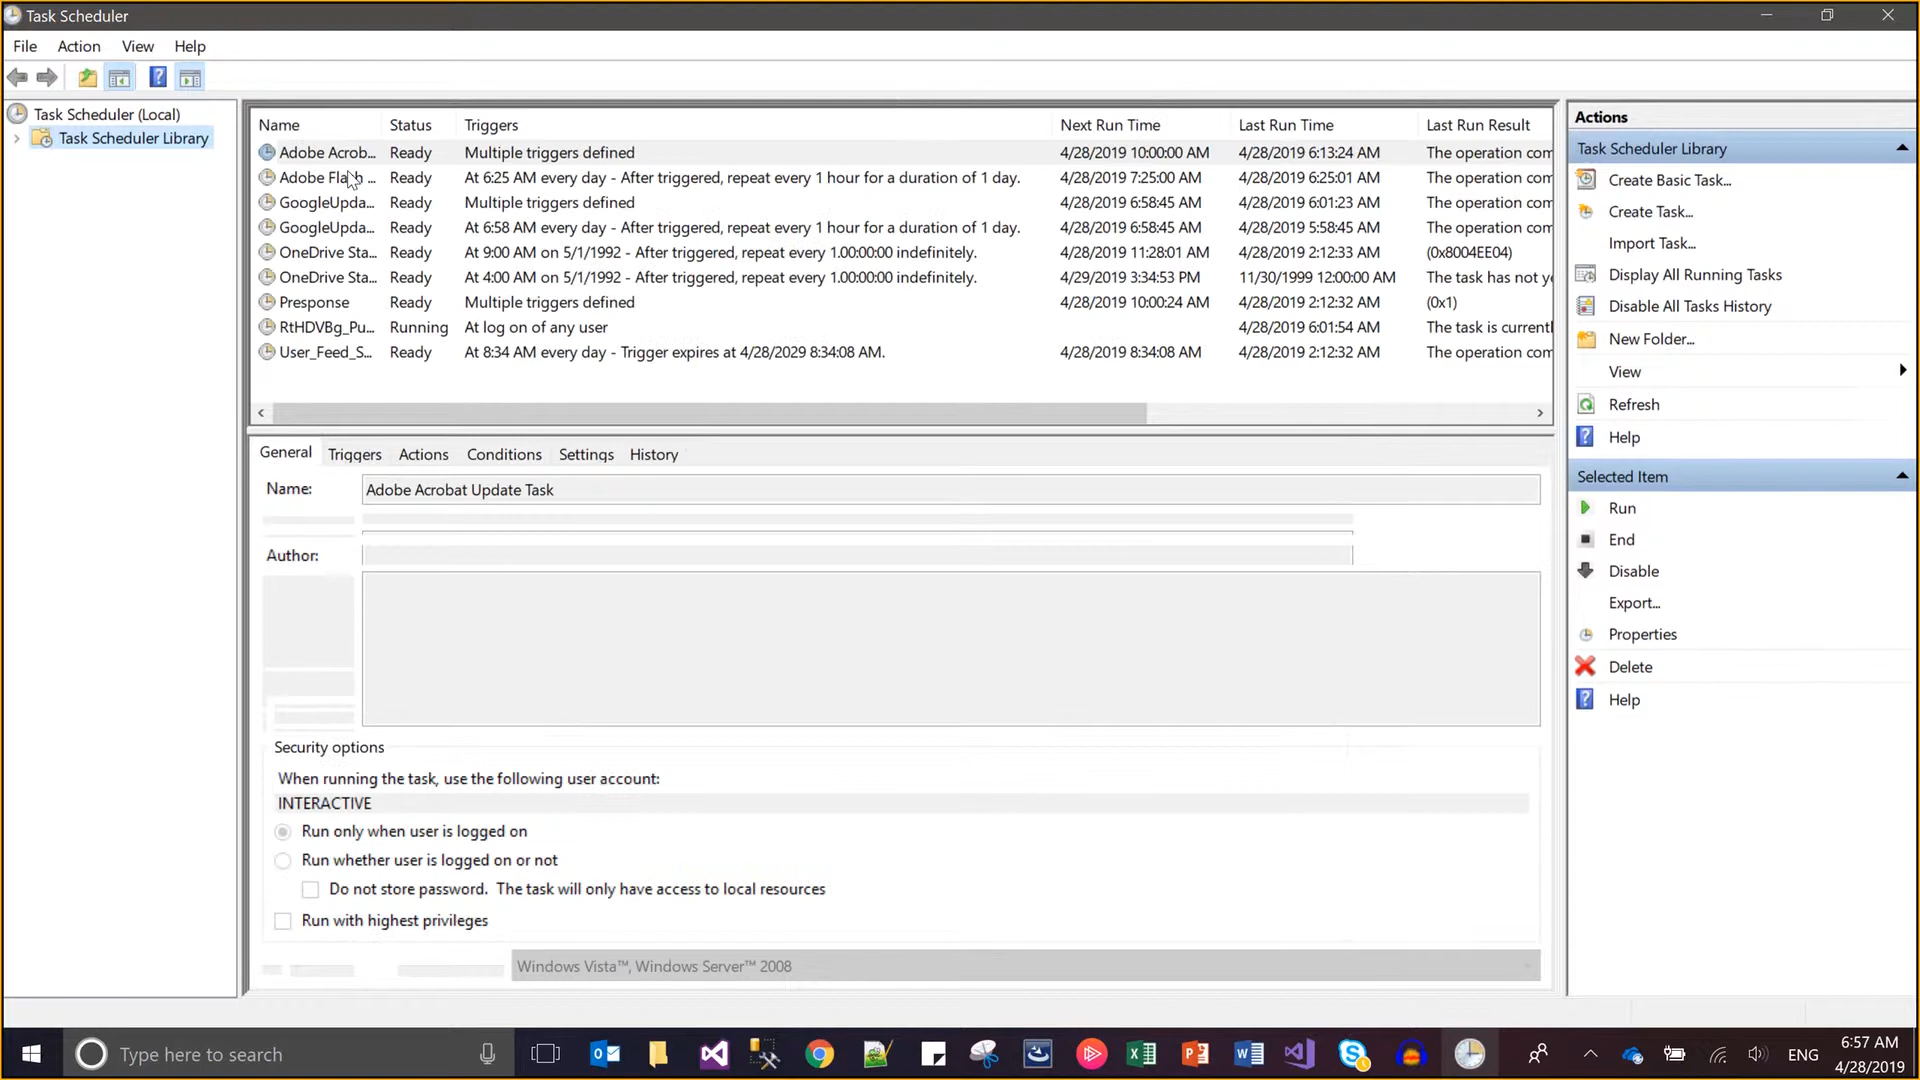 Task Scheduler
File Action View Help
Task Scheduler (Local)
Task Scheduler Library
Name Status Triggers Next Run Time Last Run Time Last Run Result
Adobe Acrob... Ready Multiple triggers defined 4/28/2019 10:00:00 AM 4/28/2019 6:13:24 AM The operation com
Adobe Flash ... Ready At 6:25 AM every day - After triggered, repeat every 1 hour for a duration of 1 day. 4/28/2019 7:25:00 AM 4/28/2019 6:25:01 AM The operation com
GoogleUpda... Ready Multiple triggers defined 4/28/2019 6:58:45 AM 4/28/2019 6:01:23 AM The operation com
GoogleUpda... Ready At 6:58 AM every day - After triggered, repeat every 1 hour for a duration of 1 day. 4/28/2019 6:58:45 AM 4/28/2019 5:58:45 AM The operation com
OneDrive Sta... Ready At 9:00 AM on 5/1/1992 - After triggered, repeat every 1.00:00:00 indefinitely. 4/28/2019 11:28:01 AM 4/28/2019 2:12:33 AM (0x8004EE04)
OneDrive Sta... Ready At 4:00 AM on 5/1/1992 - After triggered, repeat every 1.00:00:00 indefinitely. 4/29/2019 3:34:53 PM 11/30/1999 12:00:00 AM The task has not ye
Presponse Ready Multiple triggers defined 4/28/2019 10:00:24 AM 4/28/2019 2:12:32 AM (0x1)
RtHDVBg_Pu... Running At log on of any user 4/28/2019 6:01:54 AM The task is currentl
User_Feed_S... Ready At 8:34 AM every day - Trigger expires at 4/28/2029 8:34:08 AM. 4/28/2019 8:34:08 AM 4/28/2019 2:12:32 AM The operation com
General Triggers Actions Conditions Settings History
Name: Adobe Acrobat Update Task
Author:
Security options
When running the task, use the following user account:
INTERACTIVE
Run only when user is logged on
Run whether user is logged on or not
Do not store password. The task will only have access to local resources
Run with highest privileges
Windows Vista™, Windows Server™ 2008
Actions
Task Scheduler Library
Create Basic Task...
Create Task...
Import Task...
Display All Running Tasks
Disable All Tasks History
New Folder...
View
Refresh
Help
Selected Item
Run
End
Disable
Export...
Properties
Delete
Help
Type here to search
ENG
6:57 AM
4/28/2019